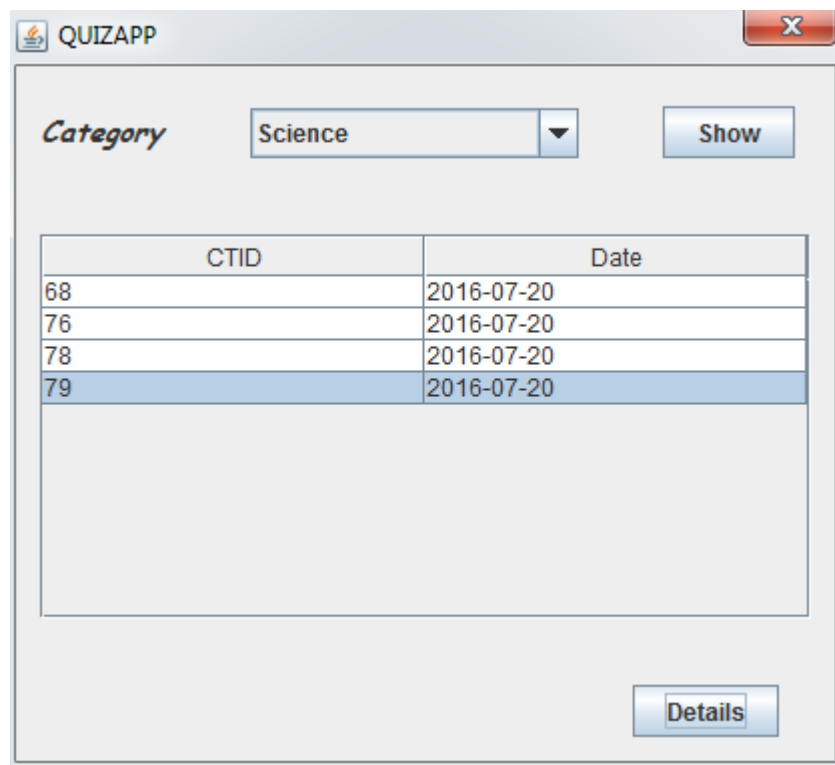 QUIZAPP
Category Science Show
CTID Date
68 2016-07-20
76 2016-07-20
78 2016-07-20
79 2016-07-20
Details